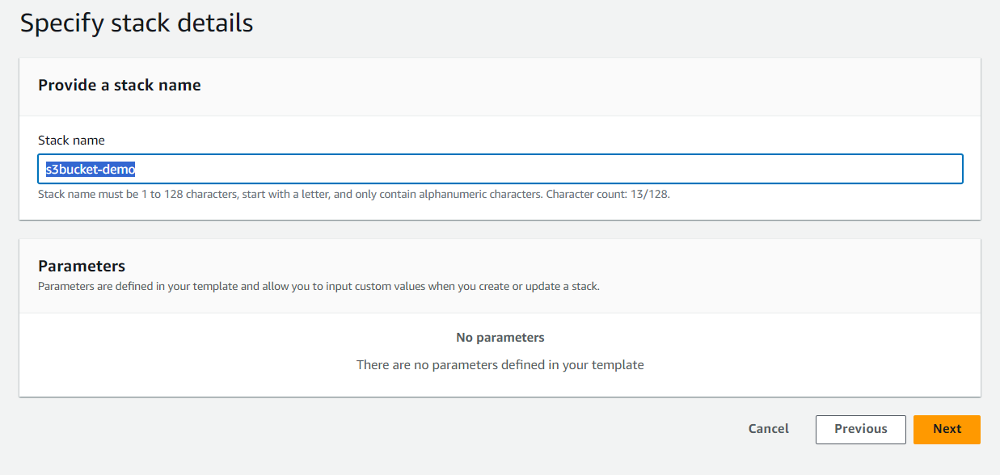 Specify stack details
Provide a stack name
Stack name
s3bucket-demo
Stack name must be 1 to 128 characters, start with a letter, and only contain alphanumeric characters. Character count: 13/128.
Parameters
Parameters are defined in your template and allow you to input custom values when you create or update a stack.
No parameters
There are no parameters defined in your template
Cancel Previous Next